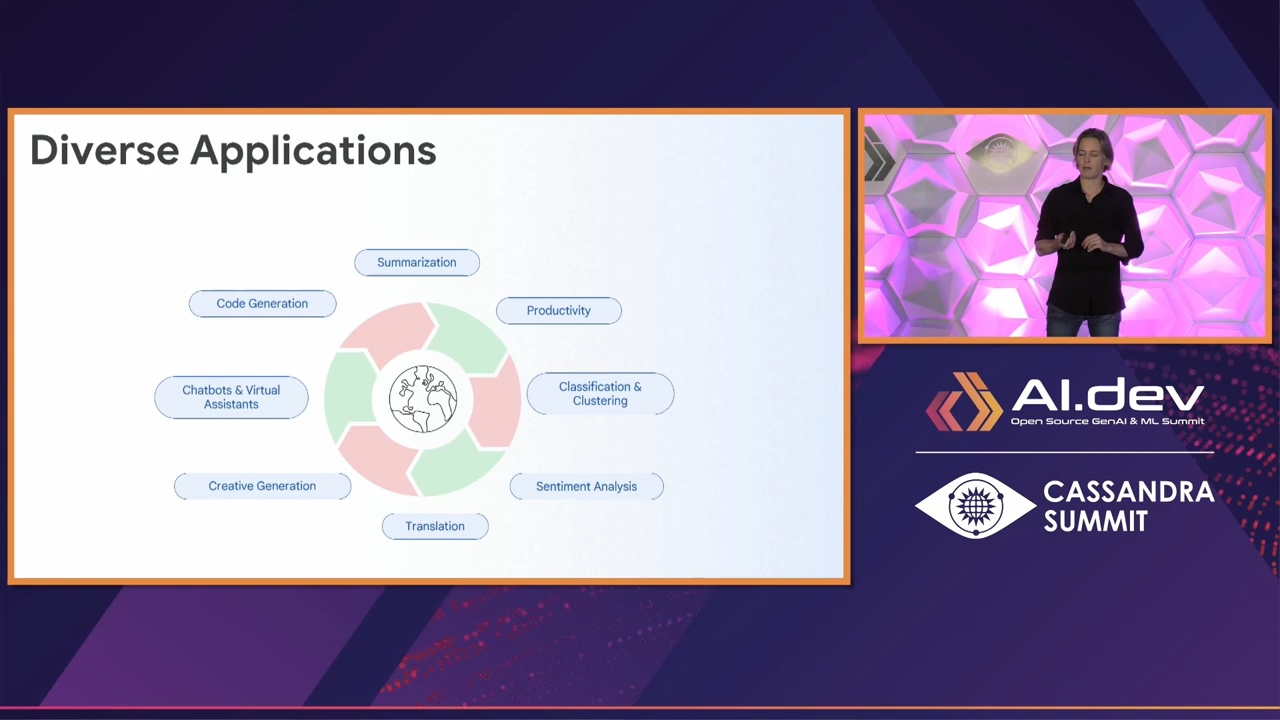 Diverse Applications
Summarization
Code Generation
Productivity
Chatbots & Virtual
Assistants
Classification &
Clustering
Creative Generation
Sentiment Analysis
Translation
AI.dev
Open Source GenAI & ML Summit
CASSANDRA
SUMMIT